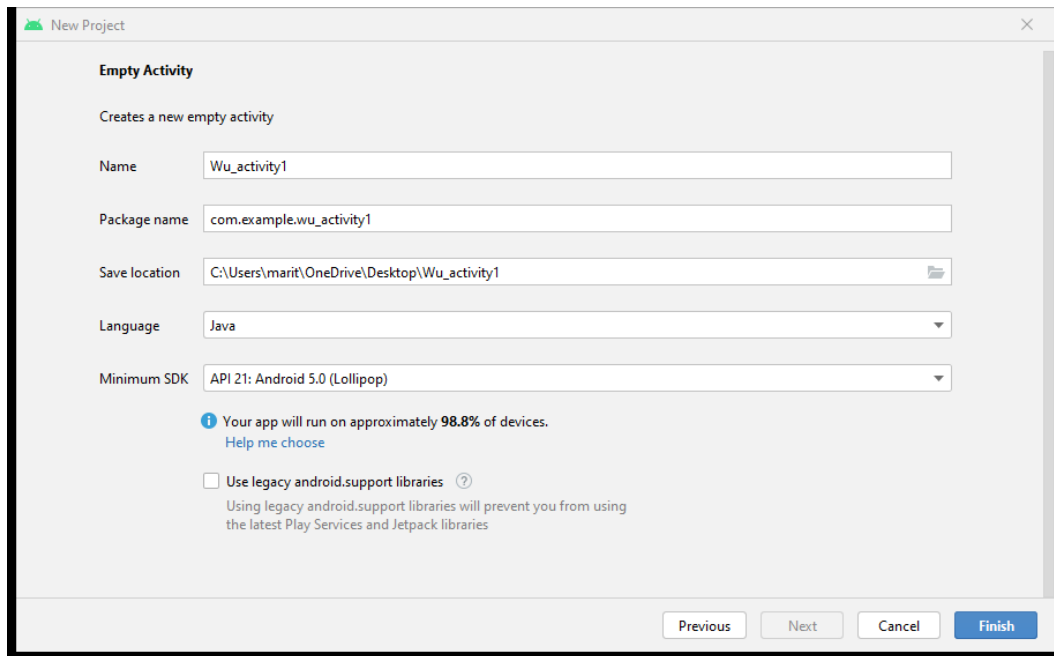 New Project
Empty Activity
Creates a new empty activity
Name Wu_activity1
Package name com.example.wu_activity1
Save location C:\Users\marit\OneDrive\Desktop\Wu_activity1
Language Java
Minimum SDK API 21: Android 5.0 (Lollipop)
i Your app will run on approximately 98.8% of devices.
Help me choose
Use legacy android.support libraries ?
Using legacy android.support libraries will prevent you from using
the latest Play Services and Jetpack libraries
Previous Next Cancel Finish